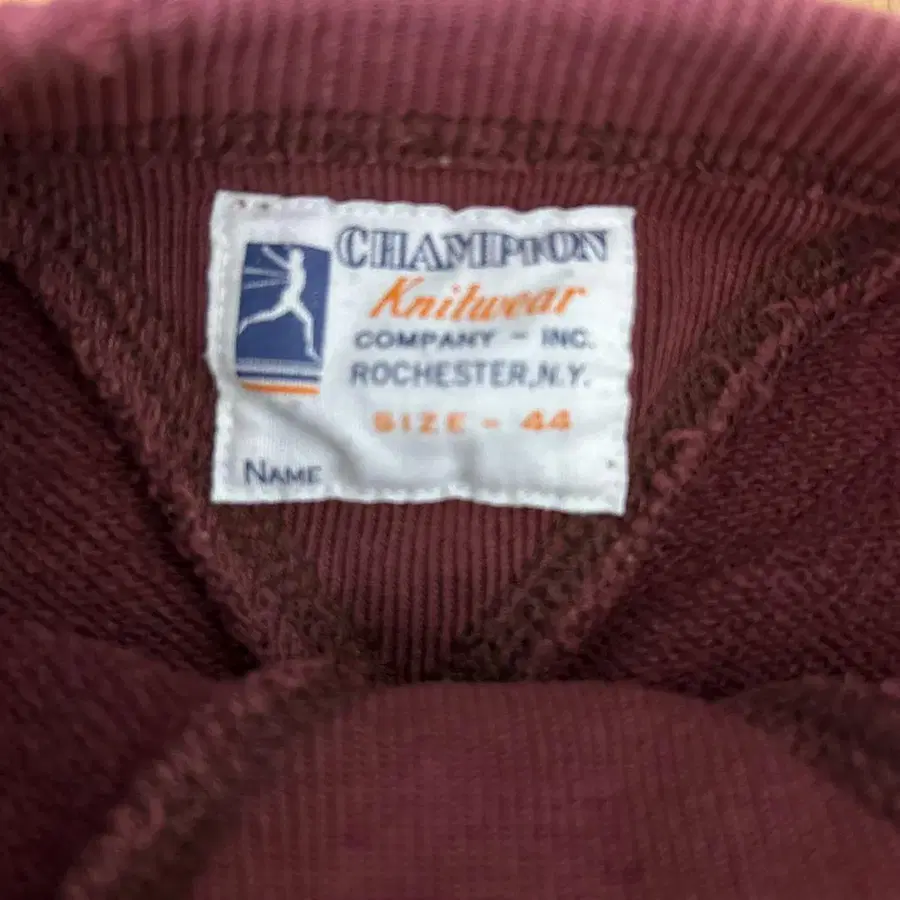 CHAMPION
Knitwear
COMPANY - INC.
ROCHESTER, N.Y.
SIZE - 44
NAME